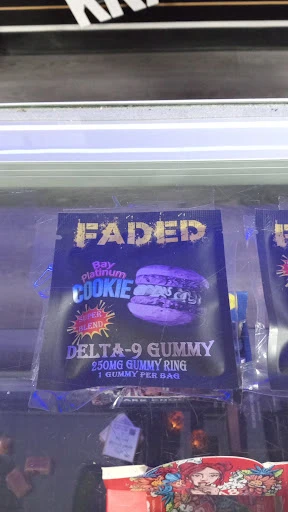 FADED
Bay
Platinum
COOKIE
SUPER
BLEND
DELTA-9 GUMMY
250MG GUMMY RING
1 GUMMY PER BAG